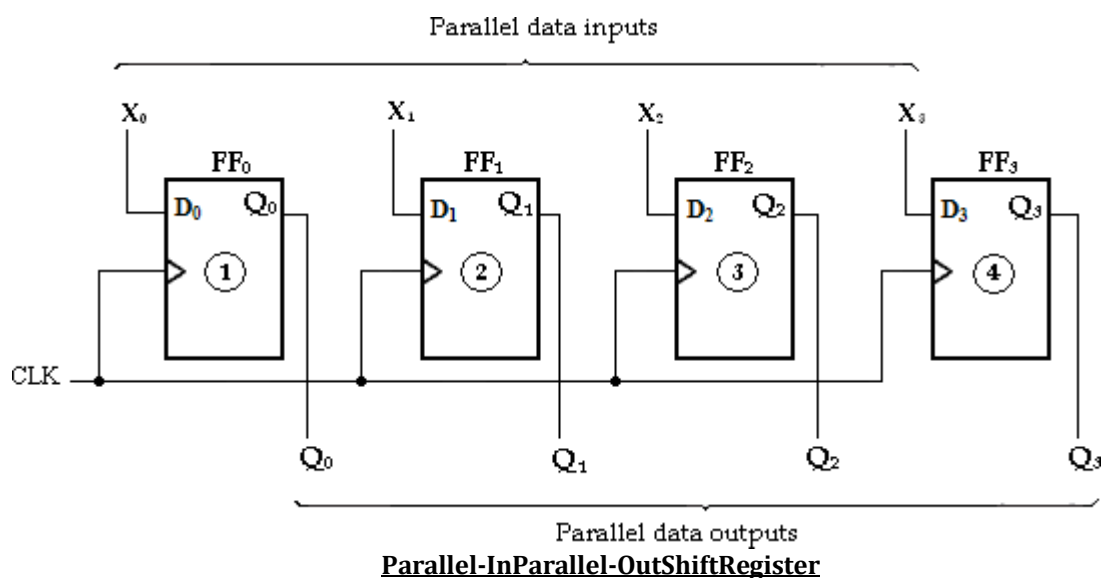 Parallel data inputs
X₀ X₁ X₂ X₃
FF₀ FF₁ FF₂ FF₃
D₀ Q₀ D₁ Q₁ D₂ Q₂ D₃ Q₃
1 2 3 4
CLK
Q₀ Q₁ Q₂ Q₃
Parallel data outputs
Parallel-InParallel-OutShiftRegister